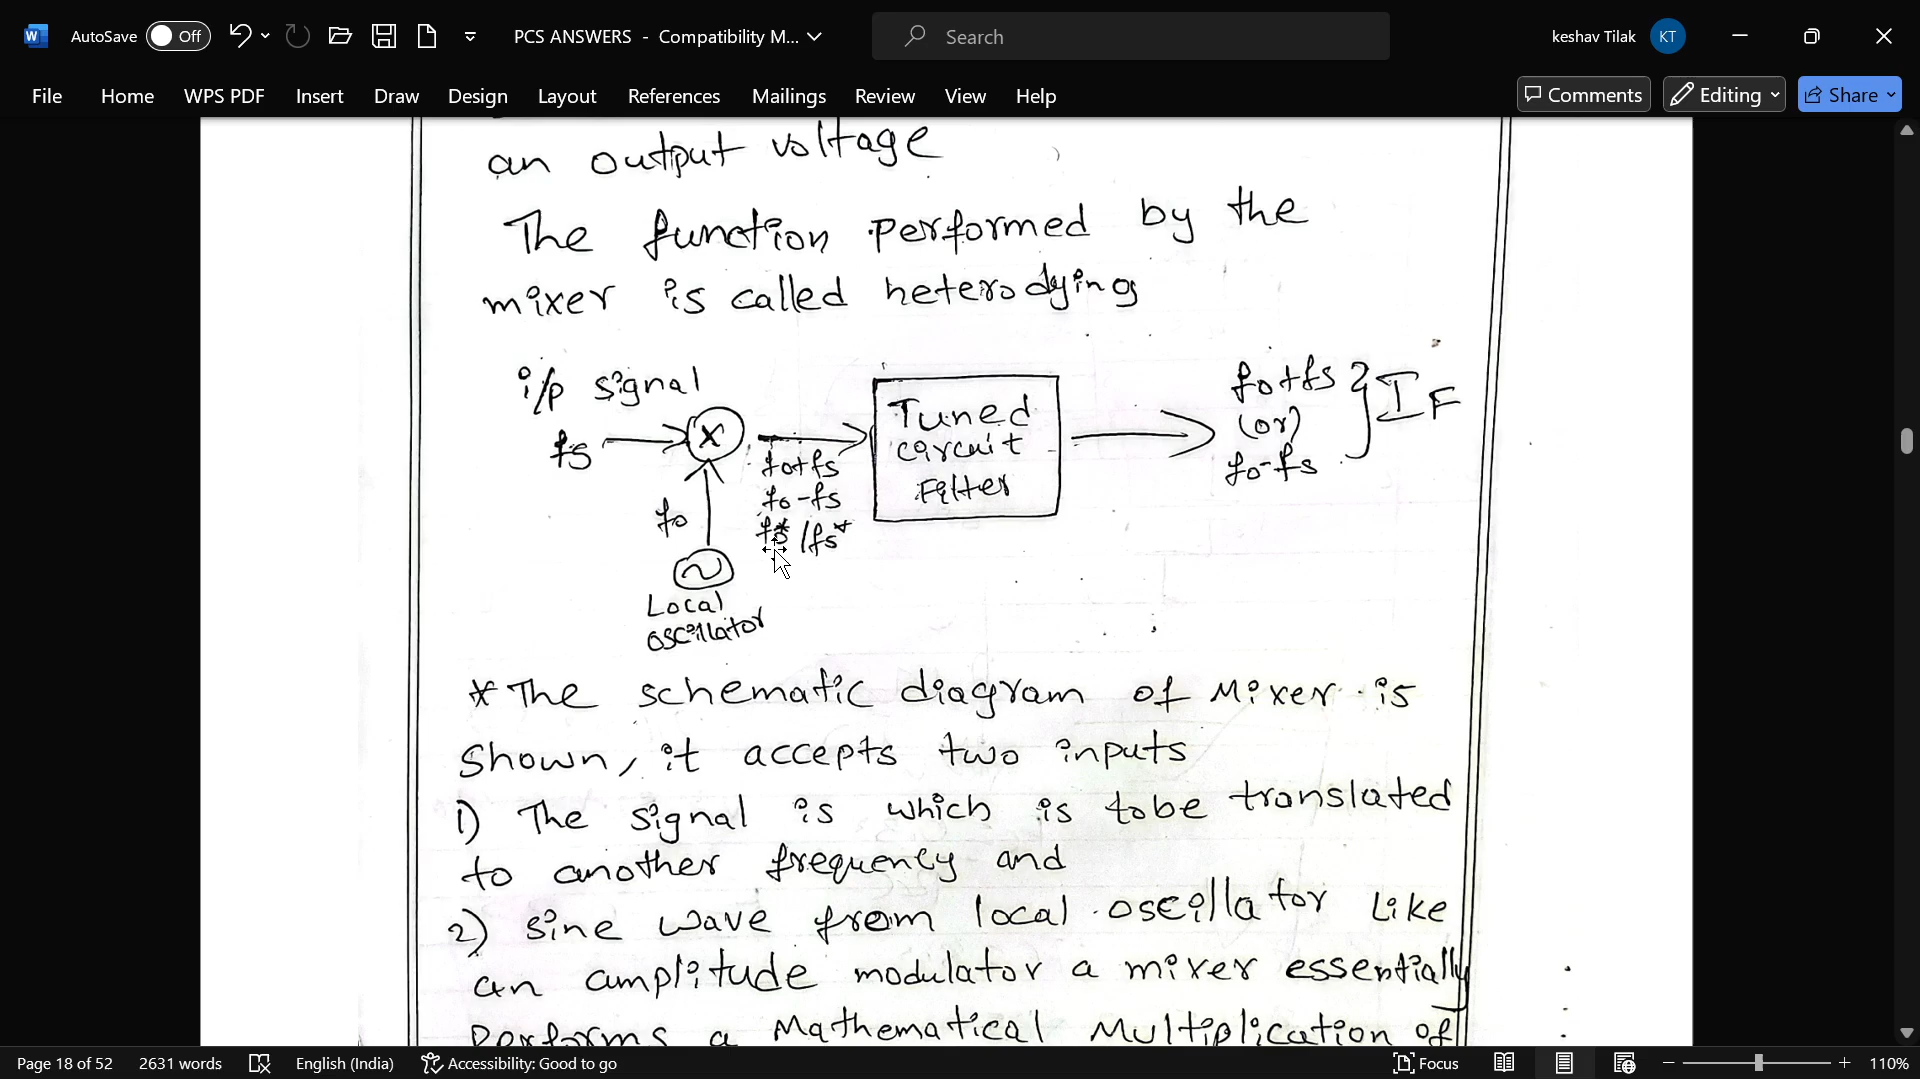 AutoSave Off PCS ANSWERS - Compatibility M... Search keshav Tilak KT
File Home WPS PDF Insert Draw Design Layout References Mailings Review View Help Comments Editing Share
an output voltage
The function performed by the
mixer is called heterodying
i/p signal
fs
X
fo
fo+fs
fo-fs
/fs*
Local
oscillator
Tuned
circuit
Filter
fo+fs
(or)
fo-fs
IF
* The schematic diagram of Mixer is
Shown, it accepts two inputs
1) The signal is which is tobe translated
to another frequency and
2) Sine wave from local oscillator Like
an amplitude modulator a mixer essentially
Performs a Mathematical Multiplication of
Page 18 of 52 2631 words English (India) Accessibility: Good to go Focus 110%